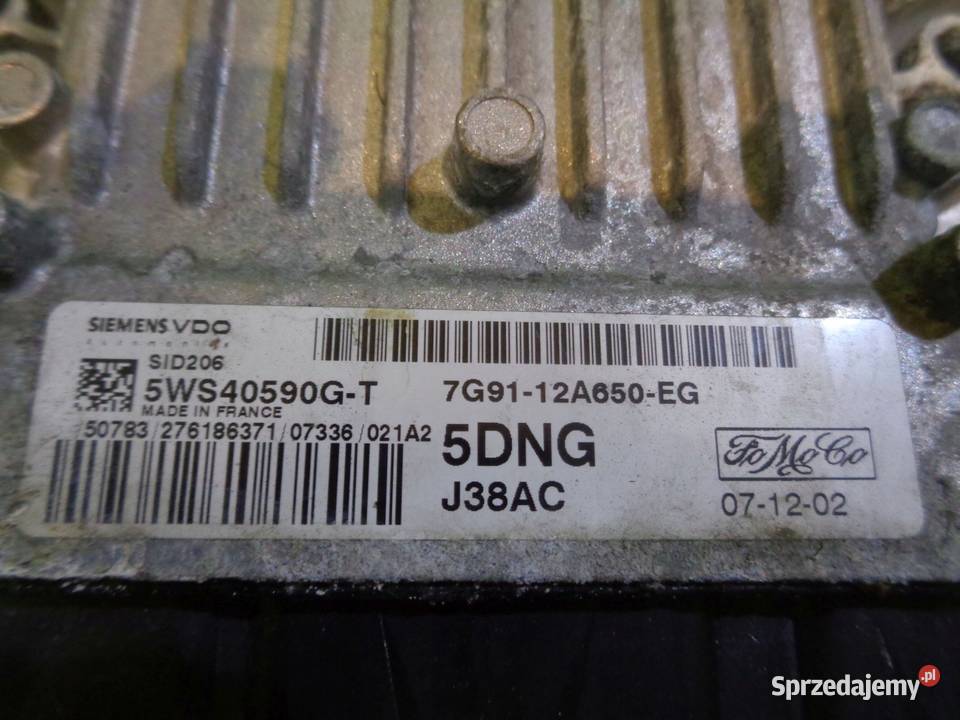 SIEMENS VDO
Automotive
SID206
5WS40590G-T
MADE IN FRANCE
50783/276186371/07336/021A2
7G91-12A650-EG
5DNG
J38AC
FoMoCo
07-12-02
Sprzedajemy.pl